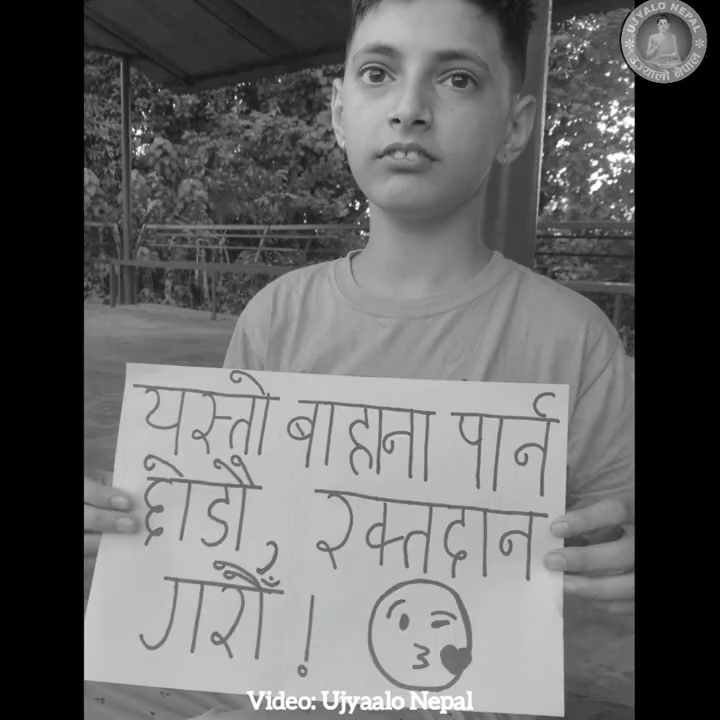 UJYALO NEPAL
उज्यालो नेपाल
यस्तो बाहाना पार्न
छोडौ, रक्तदान
गरौँ !
Video: Ujyaalo Nepal